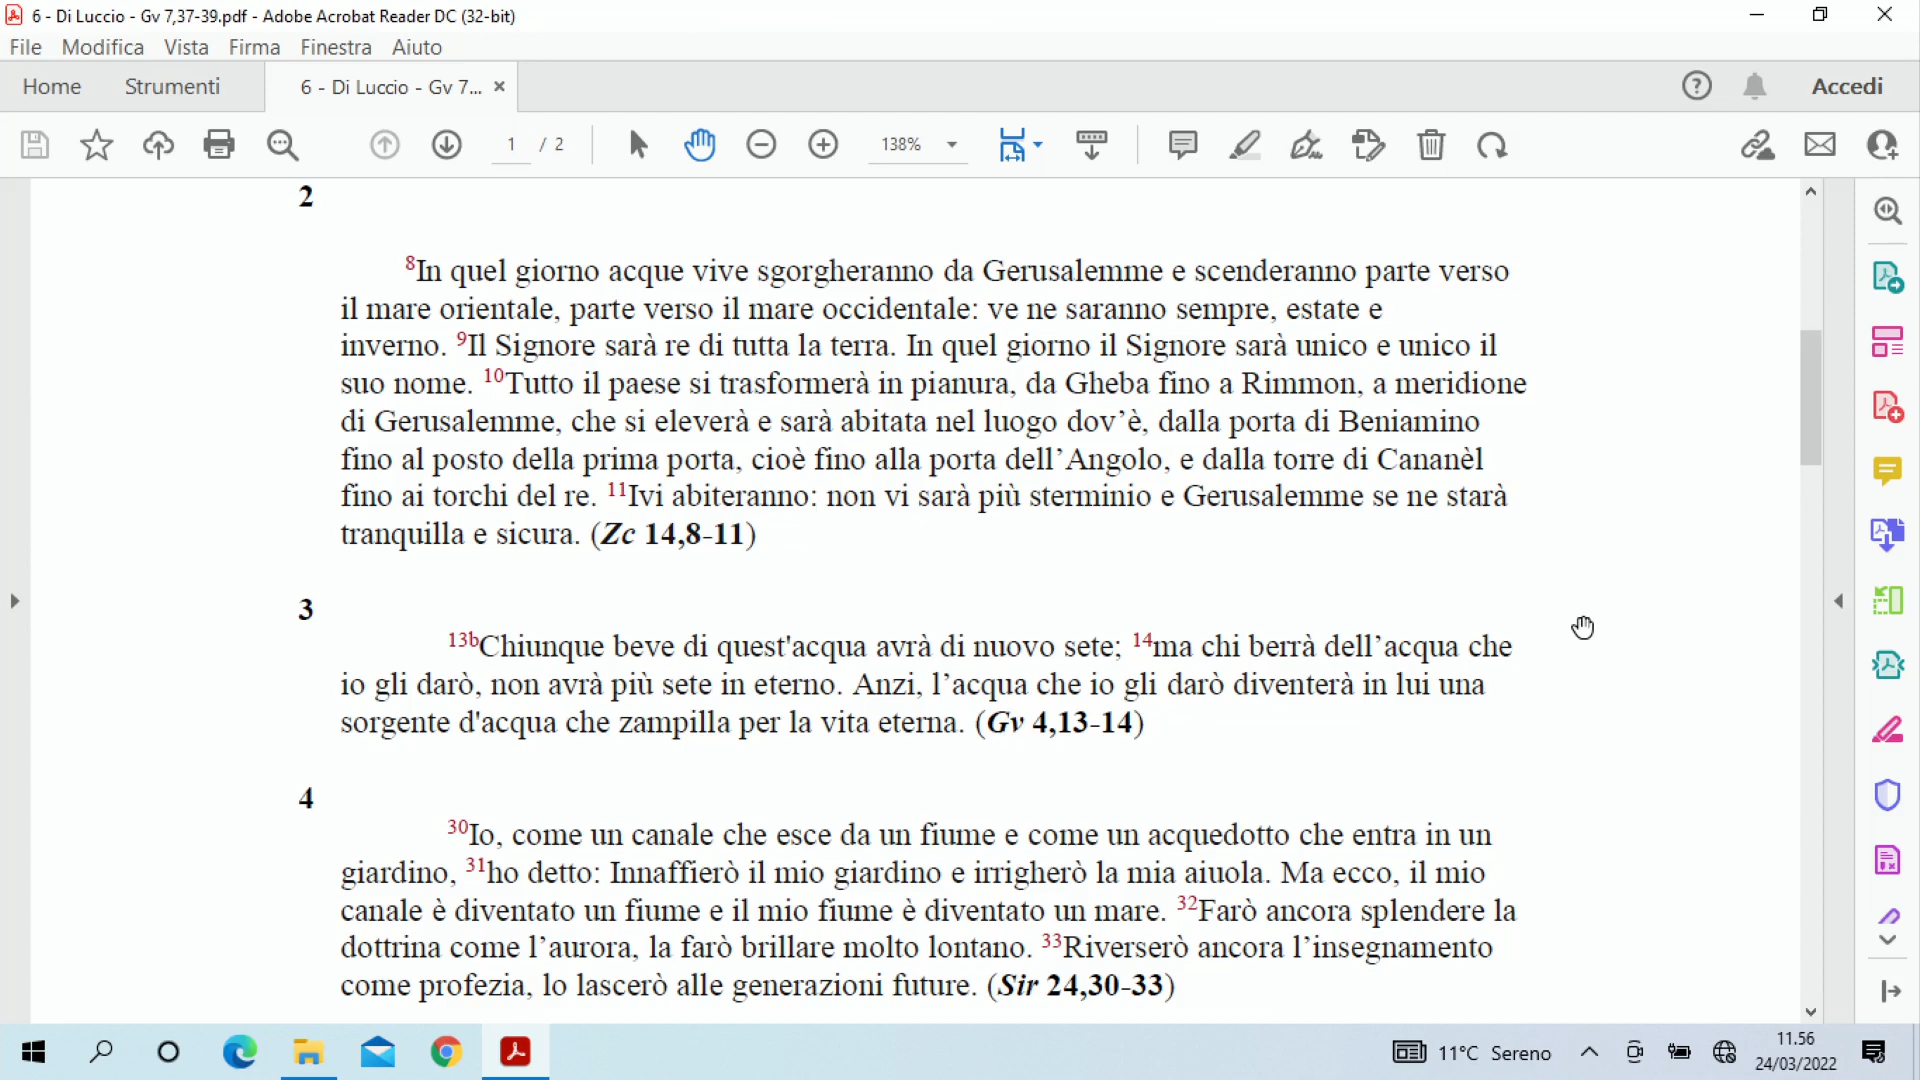 6 - Di Luccio - Gv 7,37-39.pdf - Adobe Acrobat Reader DC (32-bit)
File Modifica Vista Firma Finestra Aiuto
Home Strumenti 6 - Di Luccio - Gv 7... × Accedi
1 / 2 138%
2
8In quel giorno acque vive sgorgheranno da Gerusalemme e scenderanno parte verso
il mare orientale, parte verso il mare occidentale: ve ne saranno sempre, estate e
inverno. 9Il Signore sarà re di tutta la terra. In quel giorno il Signore sarà unico e unico il
suo nome. 10Tutto il paese si trasformerà in pianura, da Gheba fino a Rimmon, a meridione
di Gerusalemme, che si eleverà e sarà abitata nel luogo dov’è, dalla porta di Beniamino
fino al posto della prima porta, cioè fino alla porta dell’Angolo, e dalla torre di Cananèl
fino ai torchi del re. 11Ivi abiteranno: non vi sarà più sterminio e Gerusalemme se ne starà
tranquilla e sicura. (Zc 14,8-11)
3
13bChiunque beve di quest'acqua avrà di nuovo sete; 14ma chi berrà dell’acqua che
io gli darò, non avrà più sete in eterno. Anzi, l’acqua che io gli darò diventerà in lui una
sorgente d'acqua che zampilla per la vita eterna. (Gv 4,13-14)
4
30Io, come un canale che esce da un fiume e come un acquedotto che entra in un
giardino, 31ho detto: Innaffierò il mio giardino e irrigherò la mia aiuola. Ma ecco, il mio
canale è diventato un fiume e il mio fiume è diventato un mare. 32Farò ancora splendere la
dottrina come l’aurora, la farò brillare molto lontano. 33Riverserò ancora l’insegnamento
come profezia, lo lascerò alle generazioni future. (Sir 24,30-33)
11°C Sereno
11.56
24/03/2022